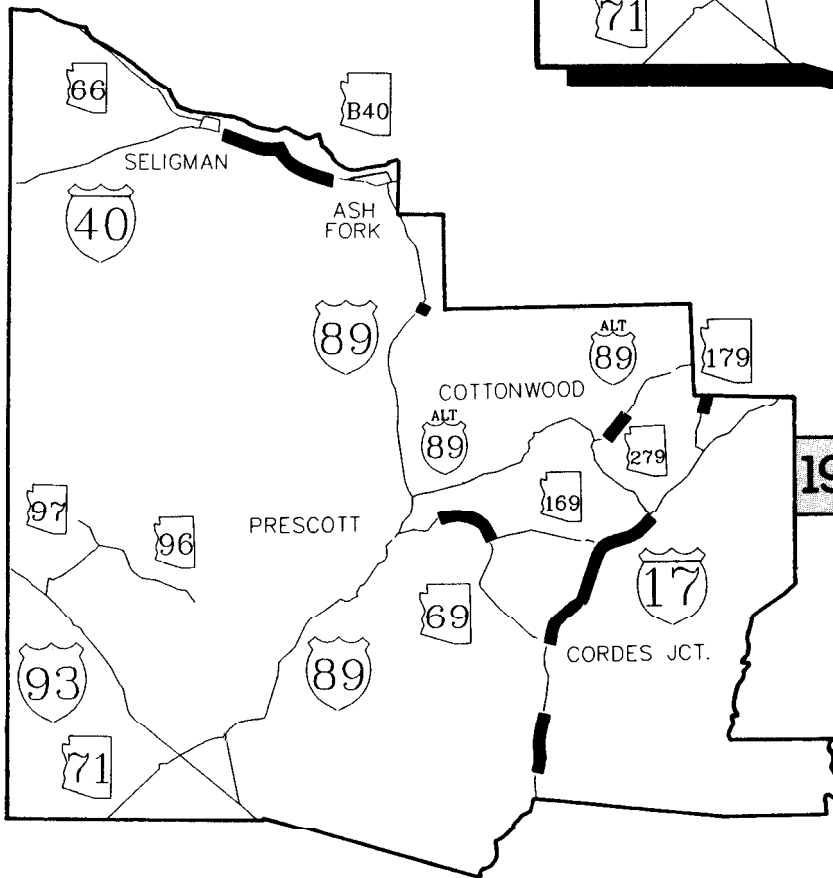 71
66
B40
SELIGMAN
40
ASH
FORK
89
ALT
89
179
COTTONWOOD
ALT
89
279
19
97
96
PRESCOTT
169
69
17
CORDES JCT.
93
89
71